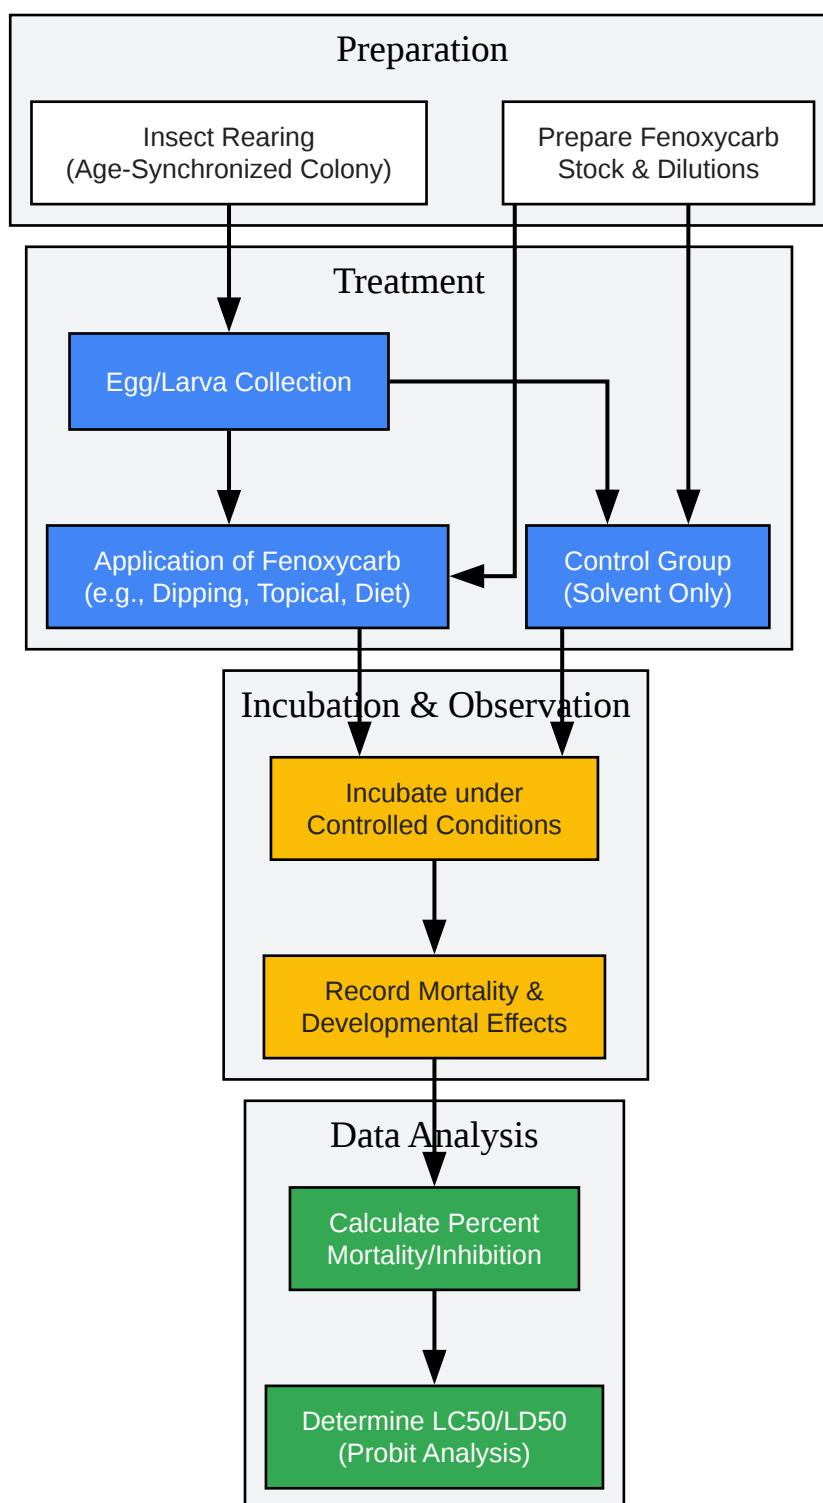 Preparation
Insect Rearing
(Age-Synchronized Colony)
Prepare Fenoxycarb
Stock & Dilutions
Treatment
Egg/Larva Collection
Application of Fenoxycarb
(e.g., Dipping, Topical, Diet)
Control Group
(Solvent Only)
Incubation & Observation
Incubate under
Controlled Conditions
Record Mortality &
Developmental Effects
Data Analysis
Calculate Percent
Mortality/Inhibition
Determine LC50/LD50
(Probit Analysis)